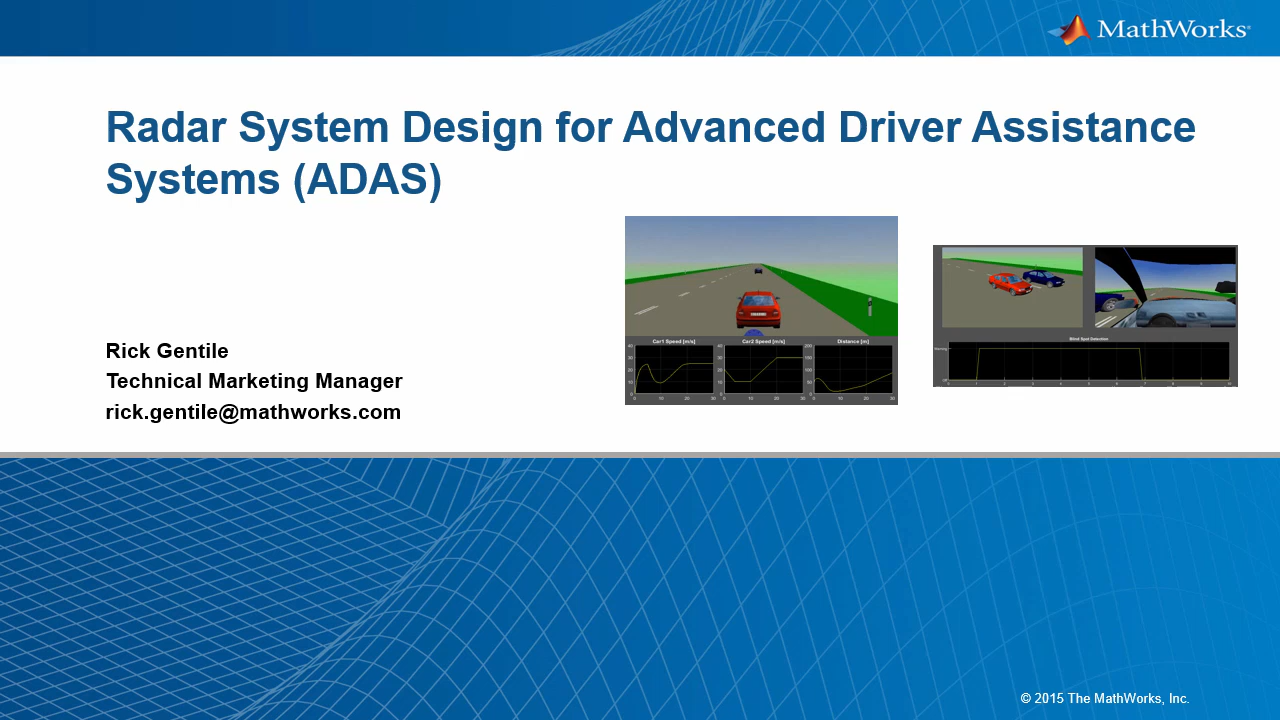 MathWorks®
Radar System Design for Advanced Driver Assistance
Systems (ADAS)
Rick Gentile
Technical Marketing Manager
rick.gentile@mathworks.com
Car1 Speed [m/s]
Car2 Speed [m/s]
Distance [m]
Blind Spot Detection
© 2015 The MathWorks, Inc.